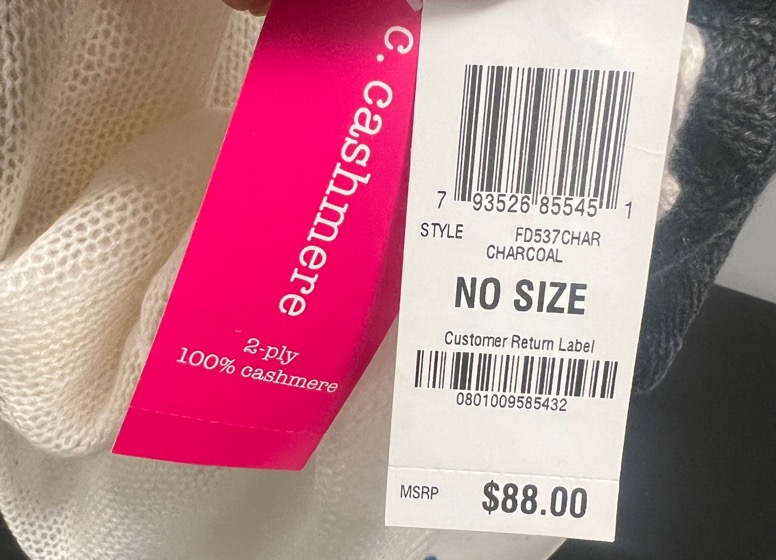 c. cashmere
2-ply
100% cashmere
7 93526 85545 1
STYLE FD537CHAR
CHARCOAL
NO SIZE
Customer Return Label
0801009585432
MSRP $88.00